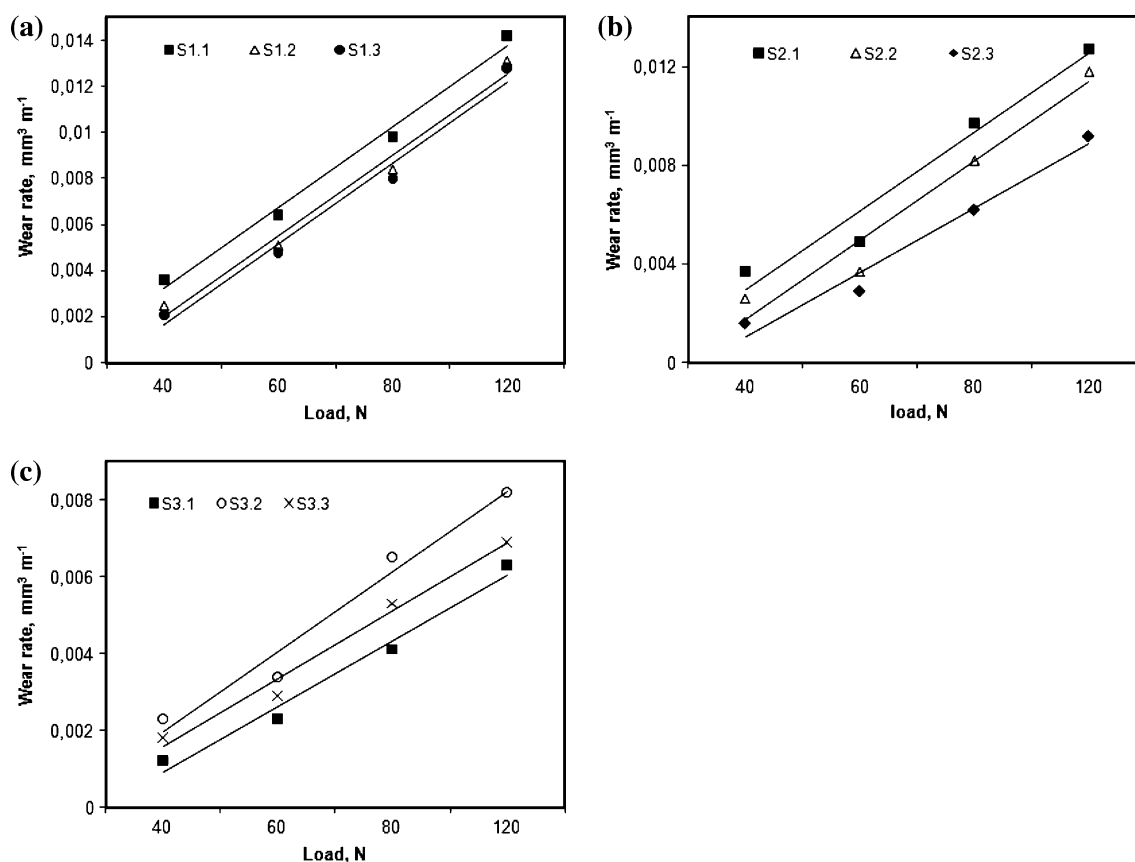 (a)
S1.1 S1.2 S1.3
0,014
0,012
0,01
0,008
0,006
0,004
0,002
0
Wear rate, mm³ m⁻¹
40 60 80 120
Load, N
(b)
S2.1 S2.2 S2.3
0,012
0,008
0,004
0
Wear rate, mm³ m⁻¹
40 60 80 120
load, N
(c)
S3.1 S3.2 S3.3
0,008
0,006
0,004
0,002
0
Wear rate, mm³ m⁻¹
40 60 80 120
Load, N